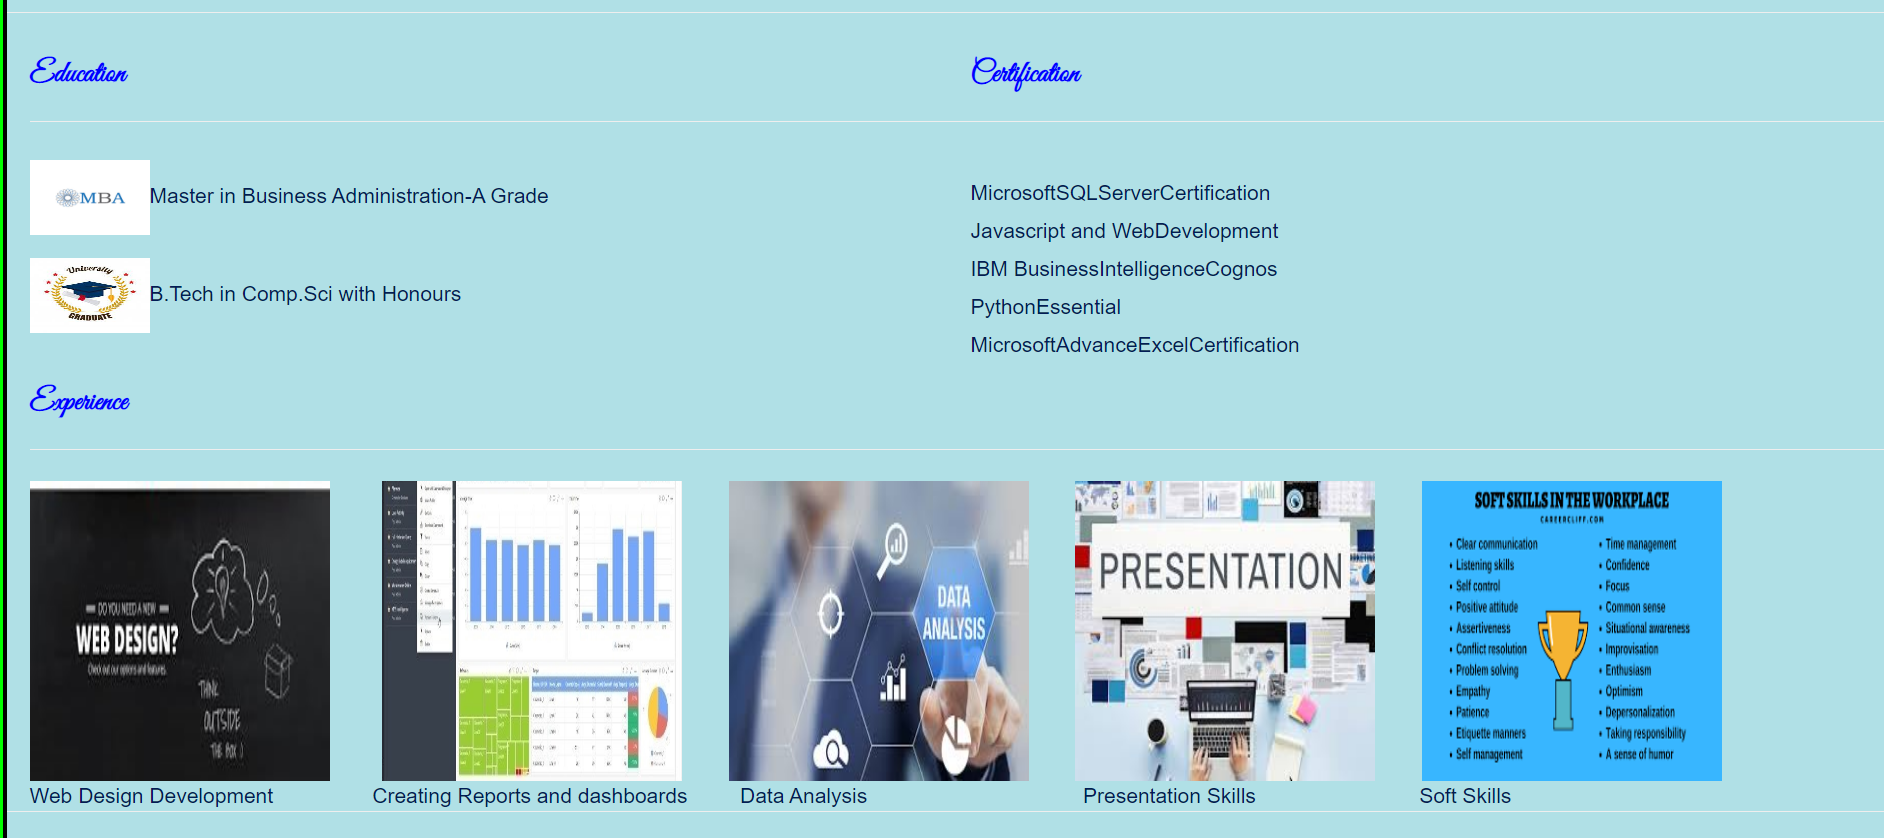 Education
Certification
MBA
Master in Business Administration-A Grade
University
GRADUATE
B.Tech in Comp.Sci with Honours
MicrosoftSQLServerCertification
Javascript and WebDevelopment
IBM BusinessIntelligenceCognos
PythonEssential
MicrosoftAdvanceExcelCertification
Experience
DO YOU NEED A NEW
WEB DESIGN?
Check out our options and features.
THINK
OUTSIDE
THE BOX :)
DATA
ANALYSIS
PRESENTATION
SOFT SKILLS IN THE WORKPLACE
CAREERCLIFF.COM
• Clear communication
• Listening skills
• Self control
• Positive attitude
• Assertiveness
• Conflict resolution
• Problem solving
• Empathy
• Patience
• Etiquette manners
• Self management
• Time management
• Confidence
• Focus
• Common sense
• Situational awareness
• Improvisation
• Enthusiasm
• Optimism
• Depersonalization
• Taking responsibility
• A sense of humor
Web Design Development
Creating Reports and dashboards
Data Analysis
Presentation Skills
Soft Skills